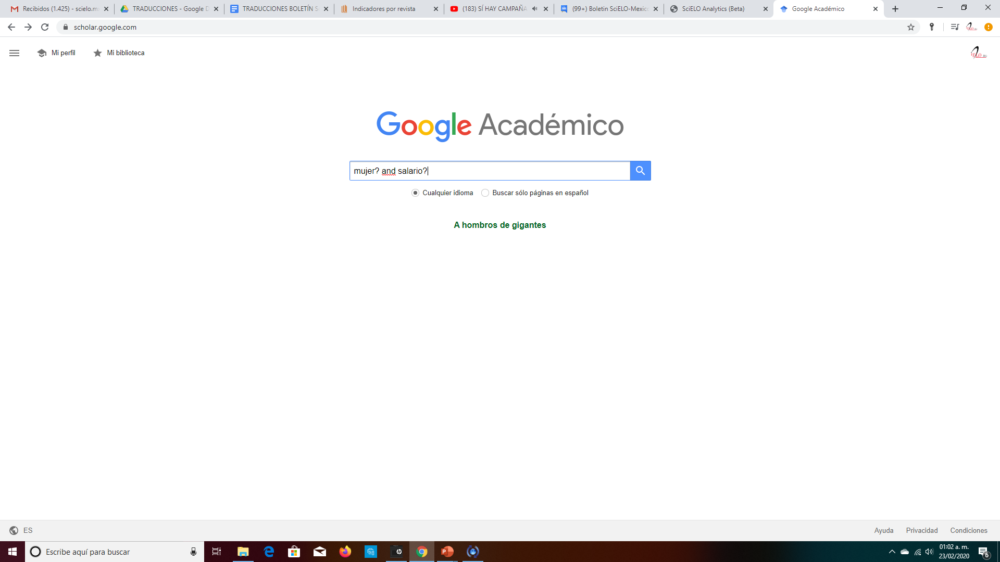 Recibidos (1.425) - scielo.m
TRADUCCIONES - Google D
TRADUCCIONES BOLETÍN S
Indicadores por revista
(183) SÍ HAY CAMPAÑA
(99+) Boletin SciELO-Mexico
SciELO Analytics (Beta)
Google Académico
scholar.google.com
Mi perfil
Mi biblioteca
Google Académico
mujer? and salario?
Cualquier idioma
Buscar sólo páginas en español
A hombros de gigantes
ES
Ayuda
Privacidad
Condiciones
Escribe aquí para buscar
01:02 a. m.
23/02/2020
6